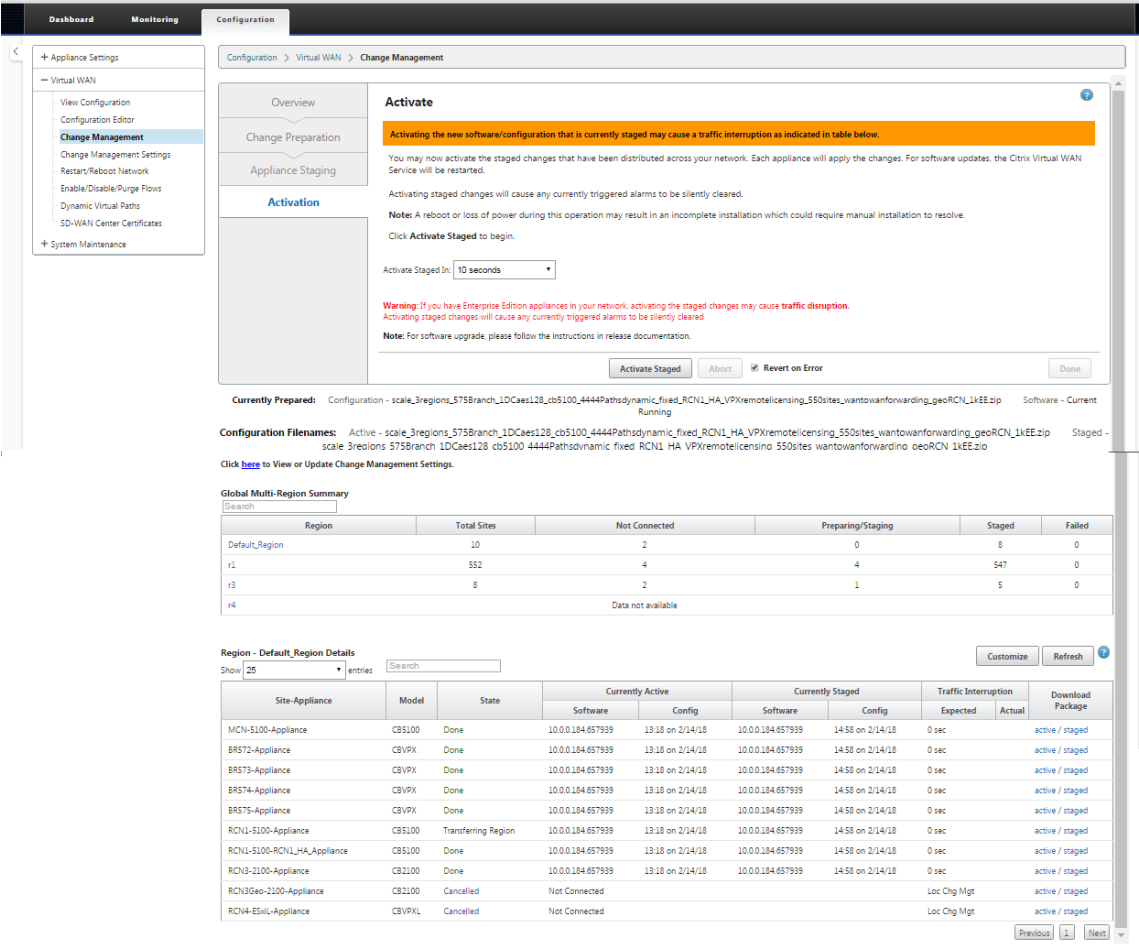 Dashboard Monitoring Configuration
+ Appliance Settings
− Virtual WAN
View Configuration
Configuration Editor
Change Management
Change Management Settings
Restart/Reboot Network
Enable/Disable/Purge Flows
Dynamic Virtual Paths
SD-WAN Center Certificates
+ System Maintenance
Configuration > Virtual WAN > Change Management
Overview
Change Preparation
Appliance Staging
Activation
Activate
?
Activating the new software/configuration that is currently staged may cause a traffic interruption as indicated in table below.
You may now activate the staged changes that have been distributed across your network. Each appliance will apply the changes. For software updates, the Citrix Virtual WAN
Service will be restarted.
Activating staged changes will cause any currently triggered alarms to be silently cleared.
Note: A reboot or loss of power during this operation may result in an incomplete installation which could require manual installation to resolve.
Click Activate Staged to begin.
Activate Staged In: 10 seconds
Warning: If you have Enterprise Edition appliances in your network, activating the staged changes may cause traffic disruption.
Activating staged changes will cause any currently triggered alarms to be silently cleared
Note: For software upgrade, please follow the instructions in release documentation.
Activate Staged Abort Revert on Error Done
Currently Prepared: Configuration - scale_3regions_575Branch_1DCaes128_cb5100_4444Pathsdynamic_fixed_RCN1_HA_VPXremotelicensing_550sites_wantowanforwarding_geoRCN_1kEE.zip Software - Current
Running
Configuration Filenames: Active - scale_3regions_575Branch_1DCaes128_cb5100_4444Pathsdynamic_fixed_RCN1_HA_VPXremotelicensing_550sites_wantowanforwarding_geoRCN_1kEE.zip Staged -
scale_3regions_575Branch_1DCaes128_cb5100_4444Pathsdynamic_fixed_RCN1_HA_VPXremotelicensing_550sites_wantowanforwarding_geoRCN_1kEE.zip
Click here to View or Update Change Management Settings.
Global Multi-Region Summary
Search
Region Total Sites Not Connected Preparing/Staging Staged Failed
Default_Region 10 2 0 8 0
r1 552 4 4 547 0
r3 8 2 1 5 0
r4 Data not available
Region - Default_Region Details
Show 25 entries Search Customize Refresh ?
Site-Appliance Model State Currently Active Currently Staged Traffic Interruption Download Package
Software Config Software Config Expected Actual
MCN-5100-Appliance CB5100 Done 10.0.0.184.657939 13:18 on 2/14/18 10.0.0.184.657939 14:58 on 2/14/18 0 sec active / staged
BR572-Appliance CBVPX Done 10.0.0.184.657939 13:18 on 2/14/18 10.0.0.184.657939 14:58 on 2/14/18 0 sec active / staged
BR573-Appliance CBVPX Done 10.0.0.184.657939 13:18 on 2/14/18 10.0.0.184.657939 14:58 on 2/14/18 0 sec active / staged
BR574-Appliance CBVPX Done 10.0.0.184.657939 13:18 on 2/14/18 10.0.0.184.657939 14:58 on 2/14/18 0 sec active / staged
BR575-Appliance CBVPX Done 10.0.0.184.657939 13:18 on 2/14/18 10.0.0.184.657939 14:58 on 2/14/18 0 sec active / staged
RCN1-5100-Appliance CB5100 Transferring Region 10.0.0.184.657939 13:18 on 2/14/18 10.0.0.184.657939 14:58 on 2/14/18 0 sec active / staged
RCN1-5100-RCN1_HA_Appliance CB5100 Done 10.0.0.184.657939 13:18 on 2/14/18 10.0.0.184.657939 14:58 on 2/14/18 0 sec active / staged
RCN3-2100-Appliance CB2100 Done 10.0.0.184.657939 13:18 on 2/14/18 10.0.0.184.657939 14:58 on 2/14/18 0 sec active / staged
RCN3Geo-2100-Appliance CB2100 Cancelled Not Connected Loc Chg Mgt active / staged
RCN4-ESxiL-Appliance CBVPXL Cancelled Not Connected Loc Chg Mgt active / staged
Previous 1 Next